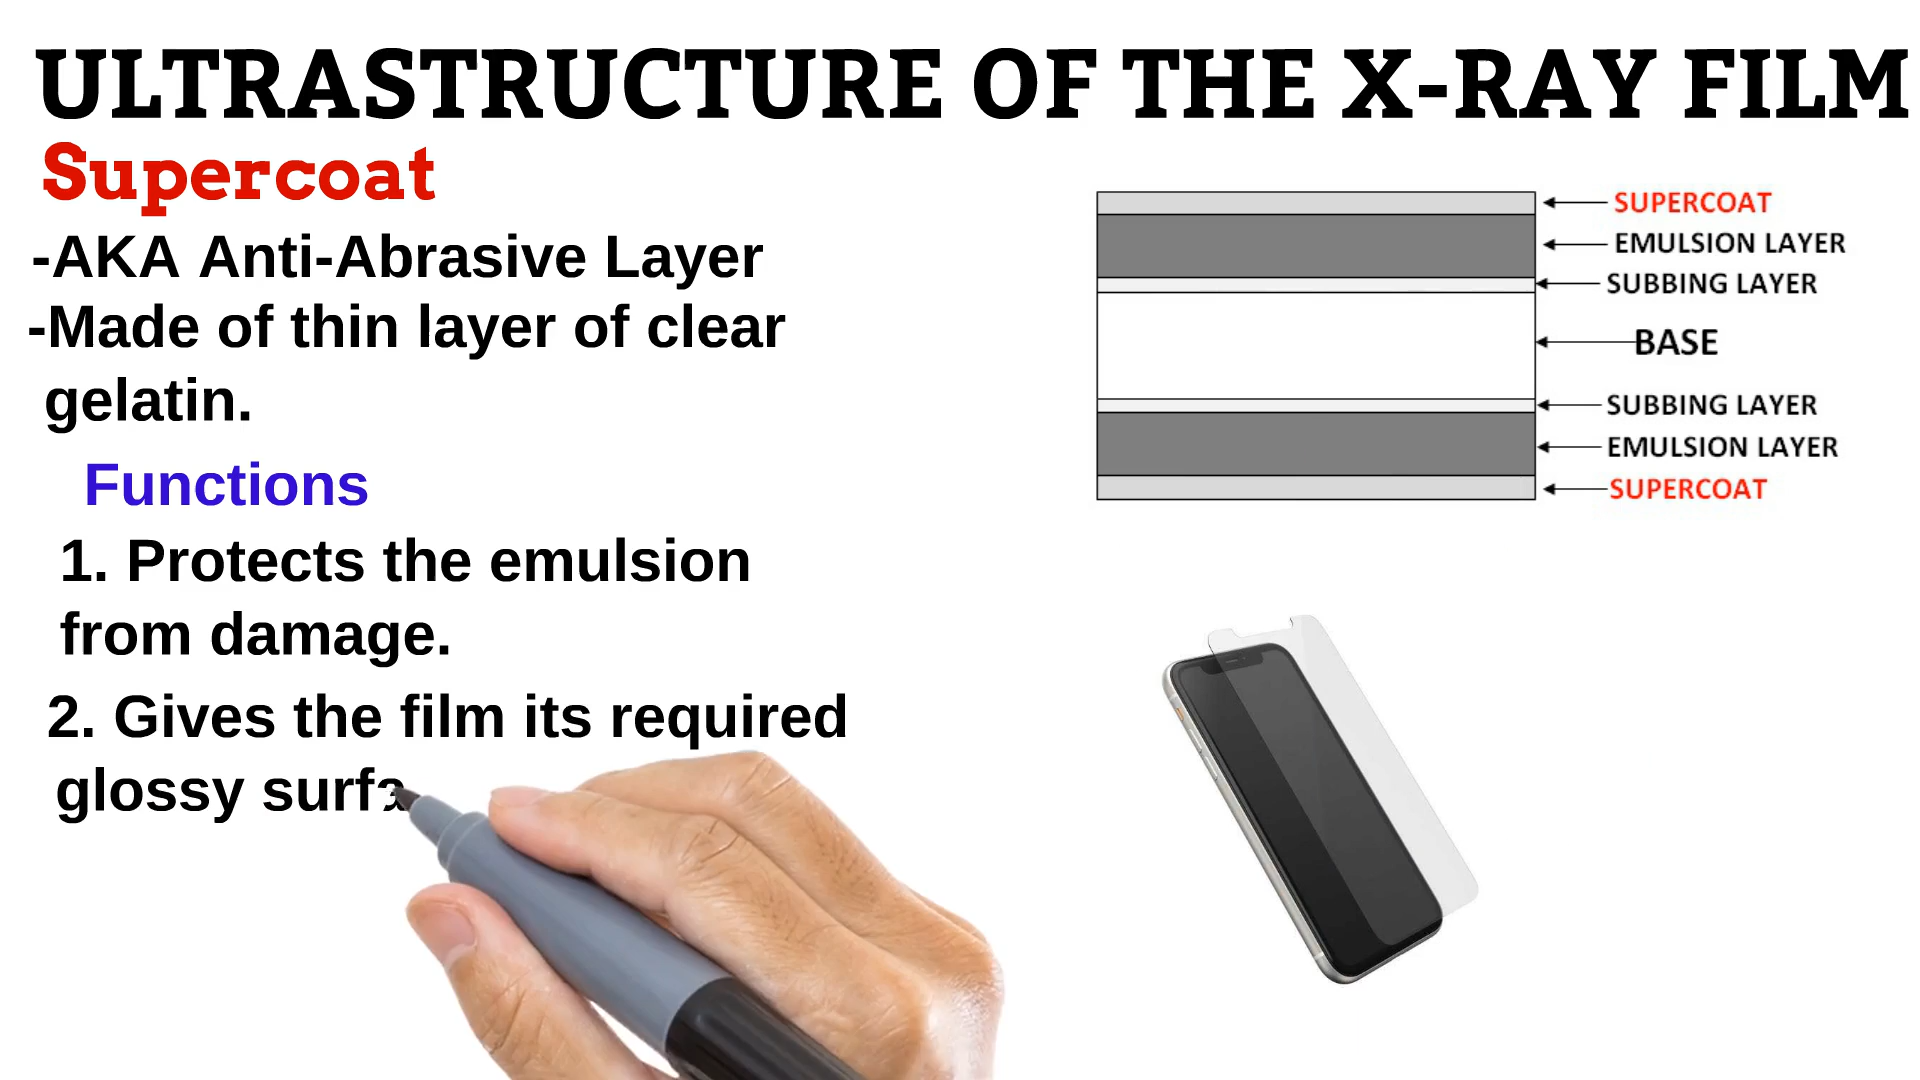 ULTRASTRUCTURE OF THE X-RAY FILM
Supercoat
-AKA Anti-Abrasive Layer
-Made of thin layer of clear
gelatin.
Functions
1. Protects the emulsion
from damage.
2. Gives the film its required
glossy
SUPERCOAT
EMULSION LAYER
SUBBING LAYER
BASE
SUBBING LAYER
EMULSION LAYER
SUPERCOAT